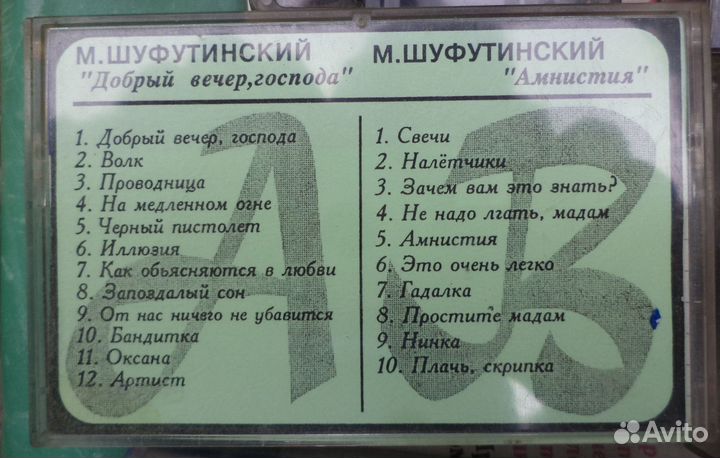 М.ШУФУТИНСКИЙ
"Добрый вечер,господа"
1. Добрый вечер, господа
2. Волк
3. Проводница
4. На медленном огне
5. Черный пистолет
6. Иллюзия
7. Как обьясняются в любви
8. Запоздалый сон
9. От нас ничего не убавится
10. Бандитка
11. Оксана
12. Артист
А
М.ШУФУТИНСКИЙ
"Амнистия"
1. Свечи
2. Налётчики
3. Зачем вам это знать?
4. Не надо лгать, мадам
5. Амнистия
6. Это очень легко
7. Гадалка
8. Простите мадам
9. Нинка
10. Плачь, скрипка
В
Avito